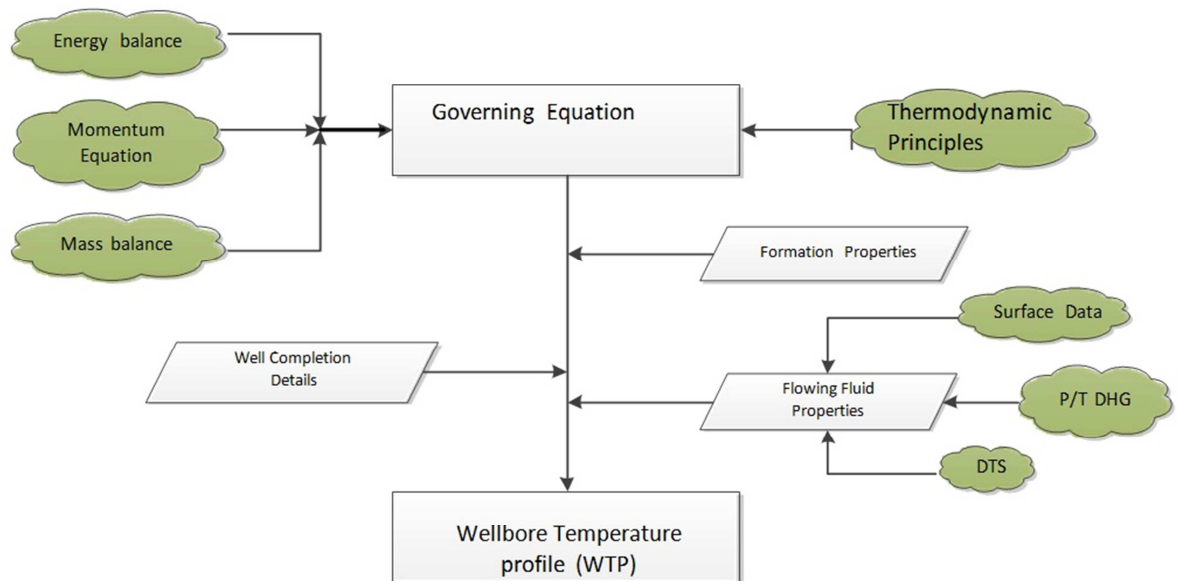 Energy balance
Momentum
Equation
Mass balance
Governing Equation
Thermodynamic
Principles
Formation Properties
Surface Data
Well Completion
Details
Flowing Fluid
Properties
P/T DHG
DTS
Wellbore Temperature
profile (WTP)